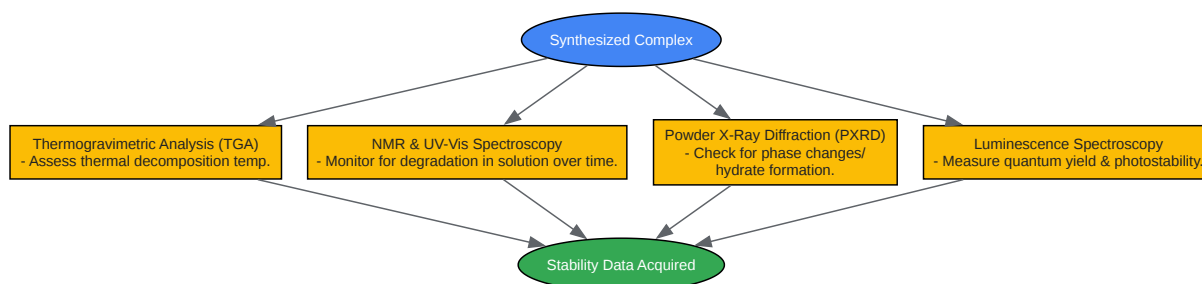 Synthesized Complex
Thermogravimetric Analysis (TGA)
- Assess thermal decomposition temp.
NMR & UV-Vis Spectroscopy
- Monitor for degradation in solution over time.
Powder X-Ray Diffraction (PXRD)
- Check for phase changes/
hydrate formation.
Luminescence Spectroscopy
- Measure quantum yield & photostability.
Stability Data Acquired